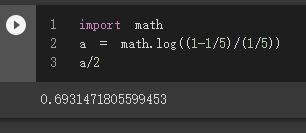 1 import math
2 a = math.log((1-1/5)/(1/5))
3 a/2
0.6931471805599453